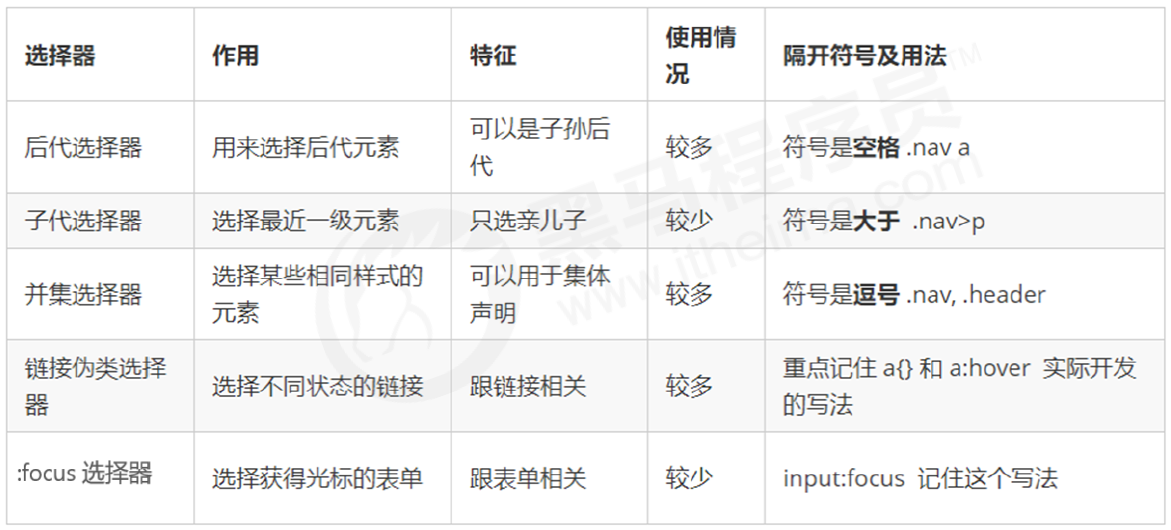 选择器 作用 特征 使用情 隔开符号及用法
况
后代选择器 用来选择后代元素 可以是子孙后 较多 符号是空格 .nav a
代
子代选择器 选择最近一级元素 只选亲儿子 较少 符号是大于 .nav>p
并集选择器 选择某些相同样式的 可以用于集体 较多 符号是逗号 .nav, .header
元素 声明
链接伪类选择 选择不同状态的链接 跟链接相关 较多 重点记住 a{} 和 a:hover 实际开发
器 的写法
:focus 选择器 选择获得光标的表单 跟表单相关 较少 input:focus 记住这个写法
黑马程序员™
www.itheima.com